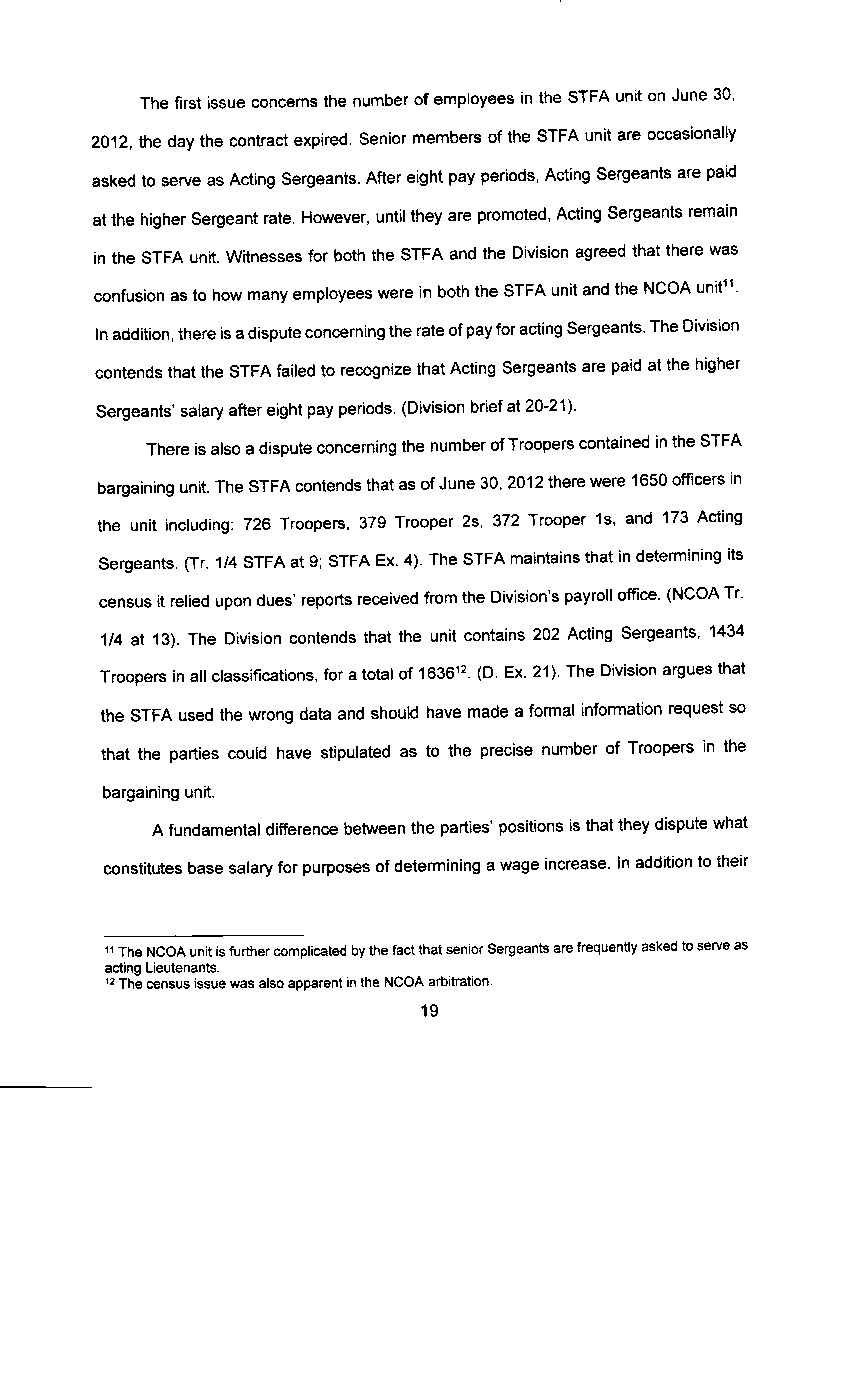 The first issue concerns the number of employees in the STFA unit on June 30,
2012, the day the contract expired. Senior members of the STFA unit are occasionally
asked to serve as Acting Sergeants. After eight pay periods, Acting Sergeants are paid
at the higher Sergeant rate. However, until they are promoted, Acting Sergeants remain
in the STFA unit. Witnesses for both the STFA and the Division agreed that there was
confusion as to how many employees were in both the STFA unit and the NCOA unit¹¹.
In addition, there is a dispute concerning the rate of pay for acting Sergeants. The Division
contends that the STFA failed to recognize that Acting Sergeants are paid at the higher
Sergeants' salary after eight pay periods. (Division brief at 20-21).
There is also a dispute concerning the number of Troopers contained in the STFA
bargaining unit. The STFA contends that as of June 30, 2012 there were 1650 officers in
the unit including: 726 Troopers, 379 Trooper 2s, 372 Trooper 1s, and 173 Acting
Sergeants. (Tr. 1/4 STFA at 9; STFA Ex. 4). The STFA maintains that in determining its
census it relied upon dues' reports received from the Division's payroll office. (NCOA Tr.
1/4 at 13). The Division contends that the unit contains 202 Acting Sergeants, 1434
Troopers in all classifications, for a total of 1636¹². (D. Ex. 21). The Division argues that
the STFA used the wrong data and should have made a formal information request so
that the parties could have stipulated as to the precise number of Troopers in the
bargaining unit.
A fundamental difference between the parties' positions is that they dispute what
constitutes base salary for purposes of determining a wage increase. In addition to their
¹¹ The NCOA unit is further complicated by the fact that senior Sergeants are frequently asked to serve as
acting Lieutenants.
¹² The census issue was also apparent in the NCOA arbitration.
19